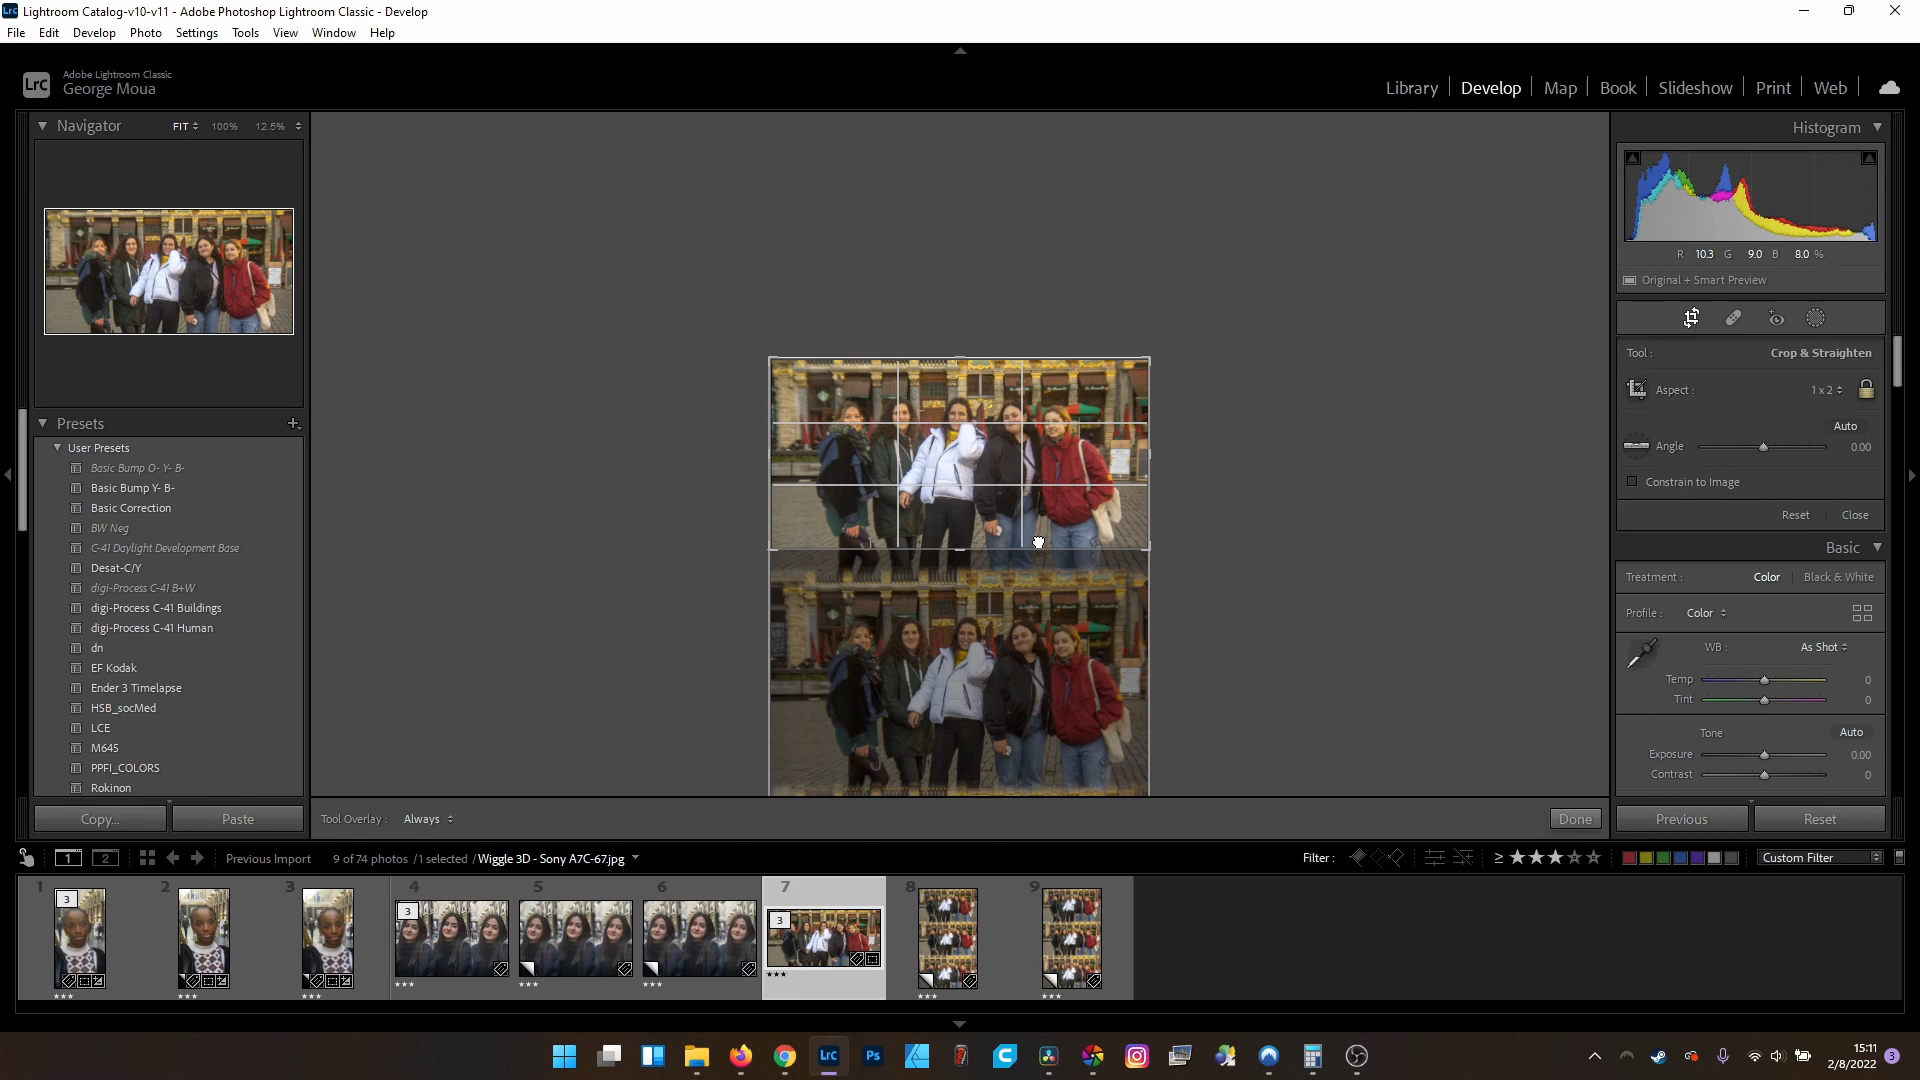 Lrc Lightroom Catalog-v10-v11 - Adobe Photoshop Lightroom Classic - Develop
File Edit Develop Photo Settings Tools View Window Help
LrC Adobe Lightroom Classic
George Moua
Library Develop Map Book Slideshow Print Web
Navigator FIT 100% 12.5%
Histogram
R 10.3 G 9.0 B 8.0 %
Original + Smart Preview
Tool : Crop & Straighten
Aspect : 1 x 2
Auto
Angle 0.00
Constrain to Image
Reset Close
Basic
Treatment : Color Black & White
Profile : Color
WB : As Shot
Temp 0
Tint 0
Tone Auto
Exposure 0.00
Contrast 0
Presets
User Presets
Basic Bump O- Y- B-
Basic Bump Y- B-
Basic Correction
BW Neg
C-41 Daylight Development Base
Desat-C/Y
digi-Process C-41 B+W
digi-Process C-41 Buildings
digi-Process C-41 Human
dn
EF Kodak
Ender 3 Timelapse
HSB_socMed
LCE
M645
PPFI_COLORS
Rokinon
Copy... Paste
Tool Overlay : Always
Done
Previous Reset
1 2 Previous Import 9 of 74 photos / 1 selected / Wiggle 3D - Sony A7C-67.jpg
Filter : ≥ Custom Filter
1 2 3 4 5 6 7 8 9
3 3 3
Lrc Ps
15:11
2/8/2022 3